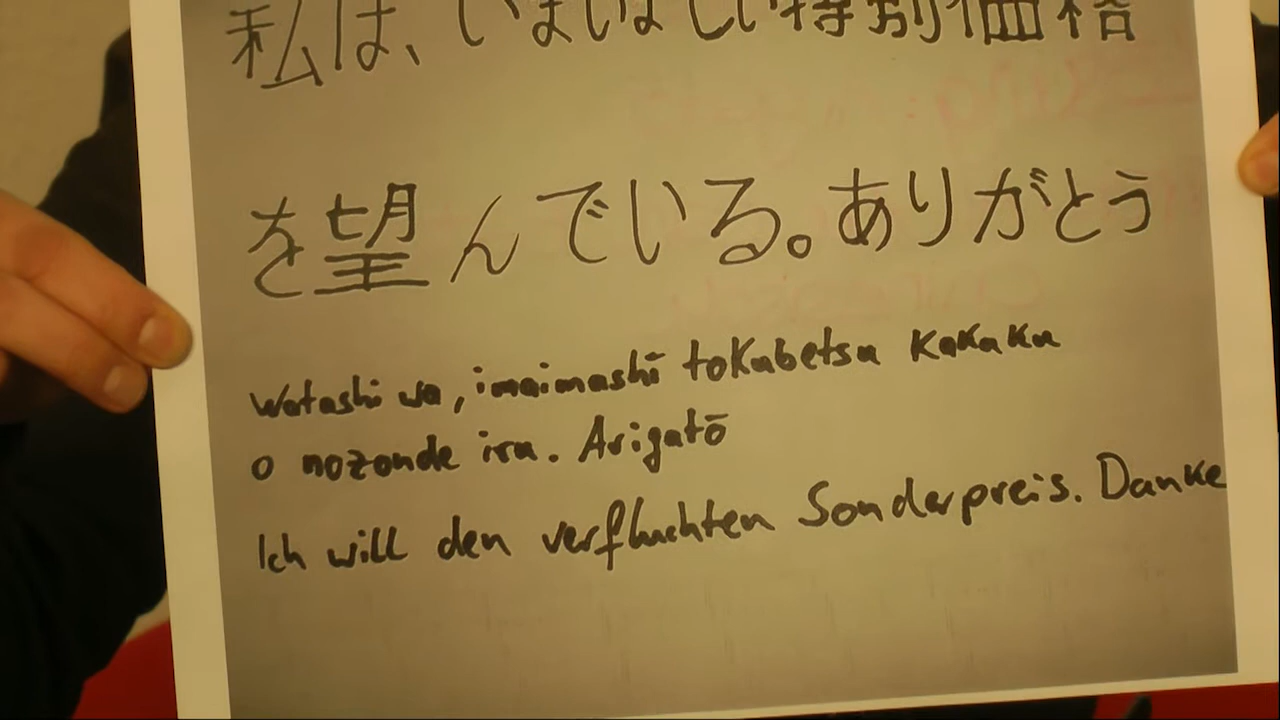 私は、いまいましい特別価格
を望んでいる。ありがとう
Watashi wa, imaimashī tokubetsu kakaku
o nozonde iru. Arigatō
Ich will den verfluchten Sonderpreis. Danke